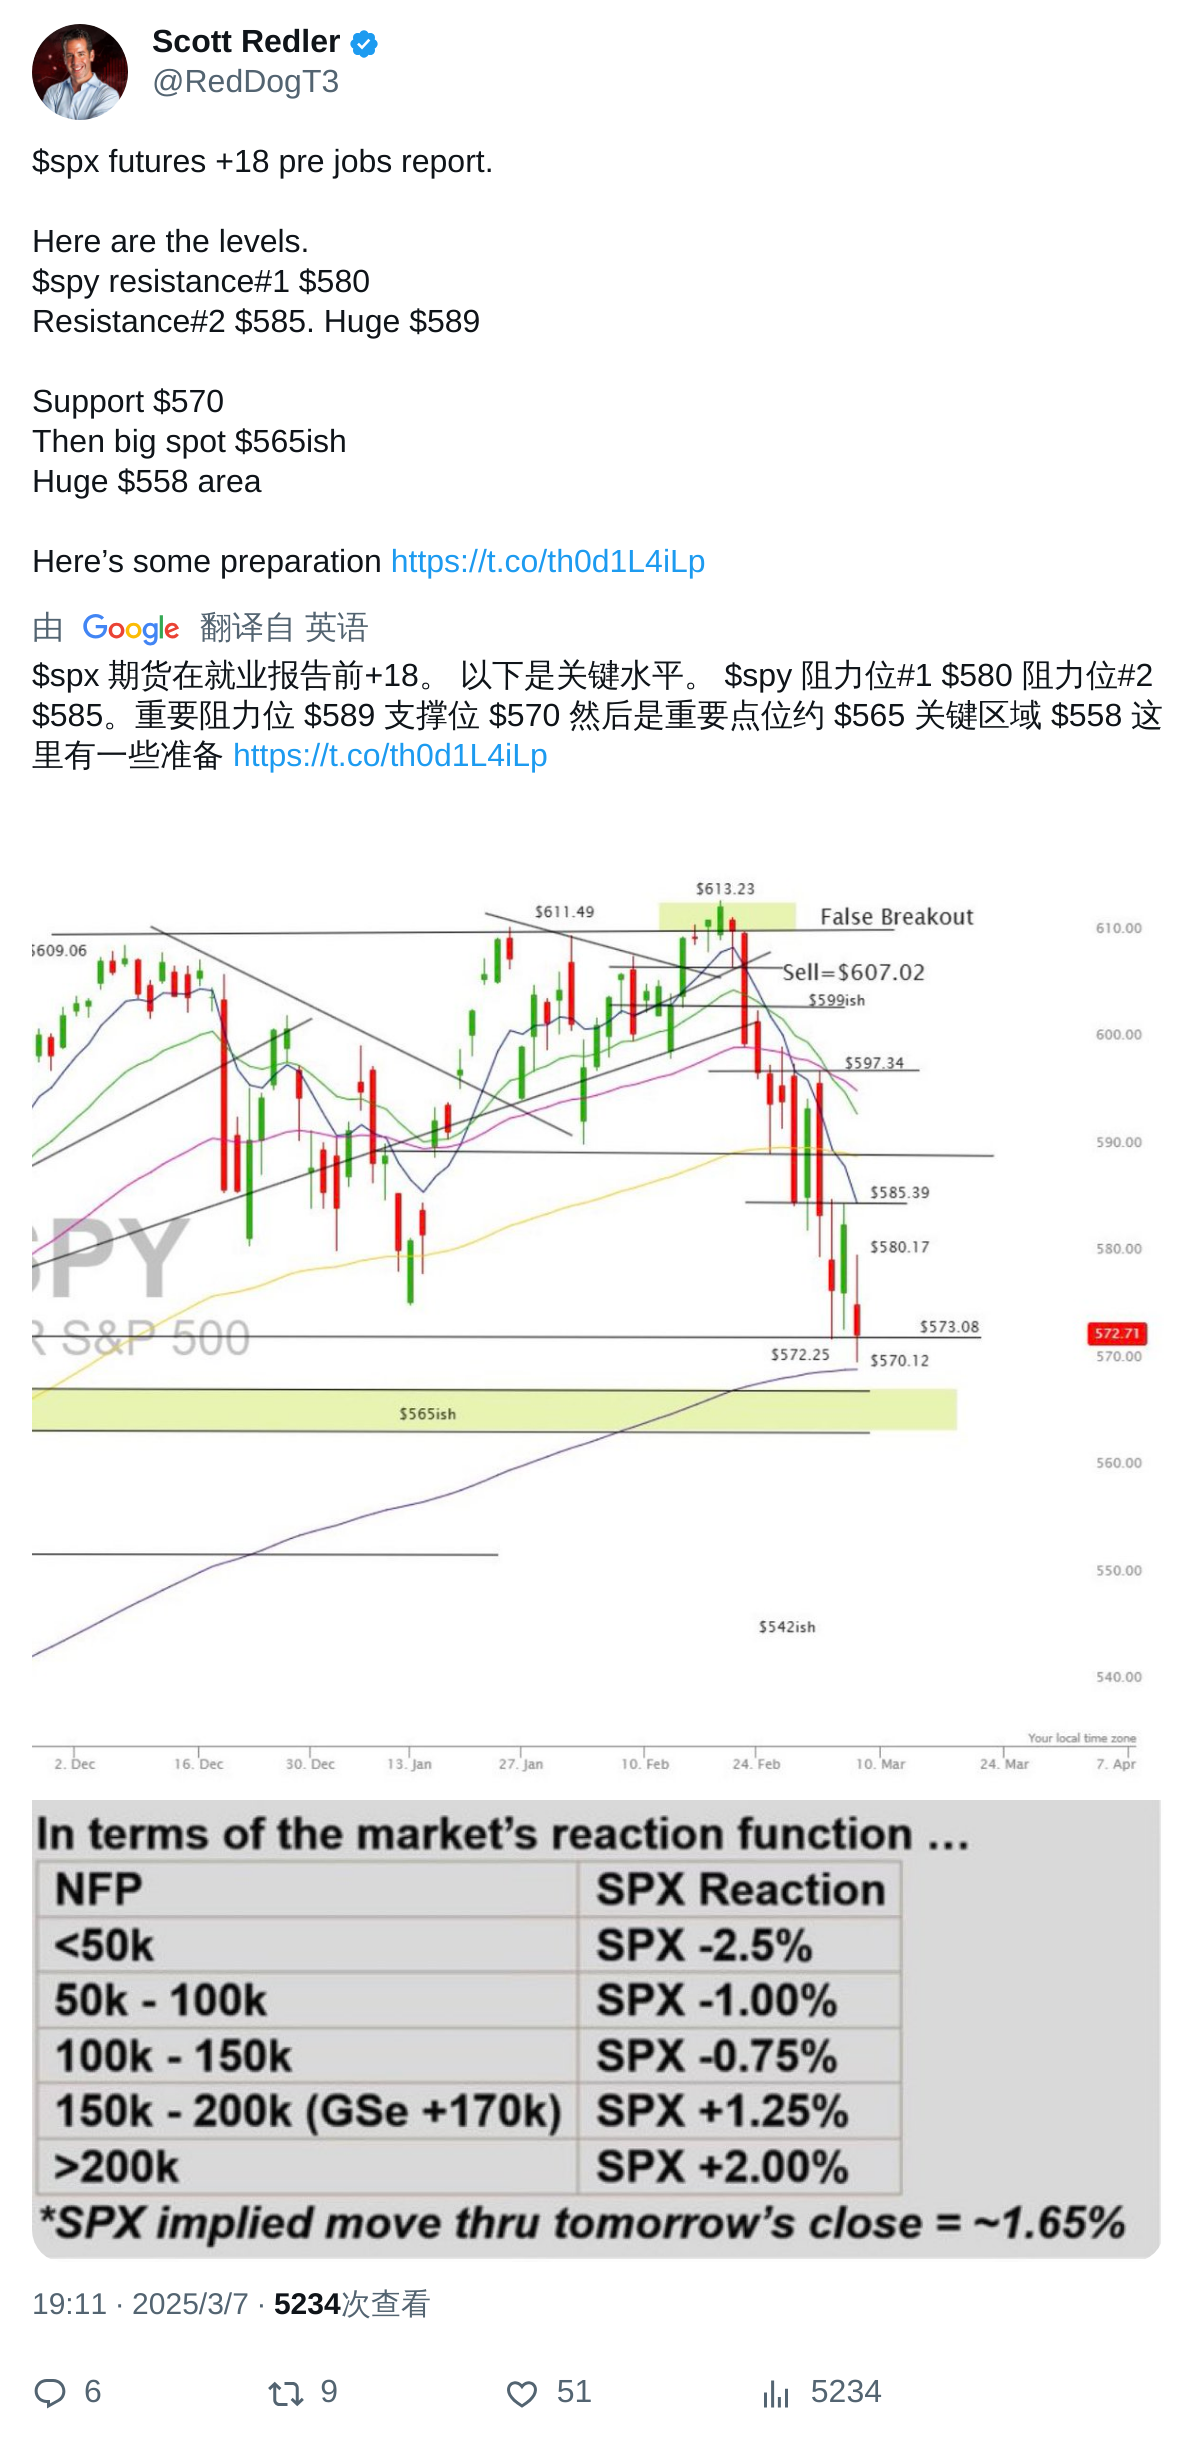 Scott Redler
@RedDogT3
$spx futures +18 pre jobs report.
Here are the levels.
$spy resistance#1 $580
Resistance#2 $585. Huge $589
Support $570
Then big spot $565ish
Huge $558 area
Here’s some preparation https://t.co/th0d1L4iLp
由 Google 翻译自 英语
$spx 期货在就业报告前+18。 以下是关键水平。 $spy 阻力位#1 $580 阻力位#2
$585。重要阻力位 $589 支撑位 $570 然后是重要点位约 $565 关键区域 $558 这
里有一些准备 https://t.co/th0d1L4iLp
$613.23
$611.49
False Breakout
610.00
$609.06
Sell=$607.02
$599ish
600.00
$597.34
590.00
$585.39
$580.17
580.00
PY
R S&P 500
$573.08
572.71
$572.25
$570.12
570.00
$565ish
560.00
550.00
$542ish
540.00
Your local time zone
2. Dec 16. Dec 30. Dec 13. Jan 27. Jan 10. Feb 24. Feb 10. Mar 24. Mar 7. Apr
In terms of the market’s reaction function ...
NFP SPX Reaction
<50k SPX -2.5%
50k - 100k SPX -1.00%
100k - 150k SPX -0.75%
150k - 200k (GSe +170k) SPX +1.25%
>200k SPX +2.00%
*SPX implied move thru tomorrow’s close = ~1.65%
19:11 · 2025/3/7 · 5234次查看
6 9 51 5234